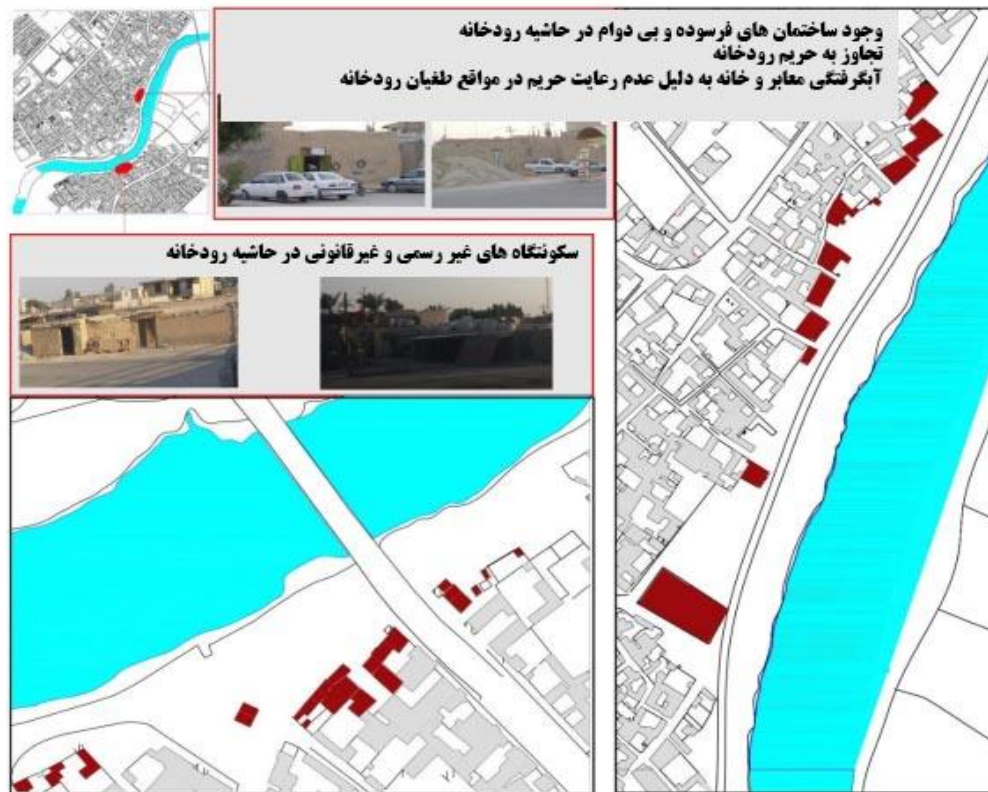 وجود ساختمان های فرسوده و بی دوام در حاشیه رودخانه
تجاوز به حریم رودخانه
آبگرفتگی معابر و خانه به دلیل عدم رعایت حریم در مواقع طغیان رودخانه
سکونتگاه های غیر رسمی و غیرقانونی در حاشیه رودخانه